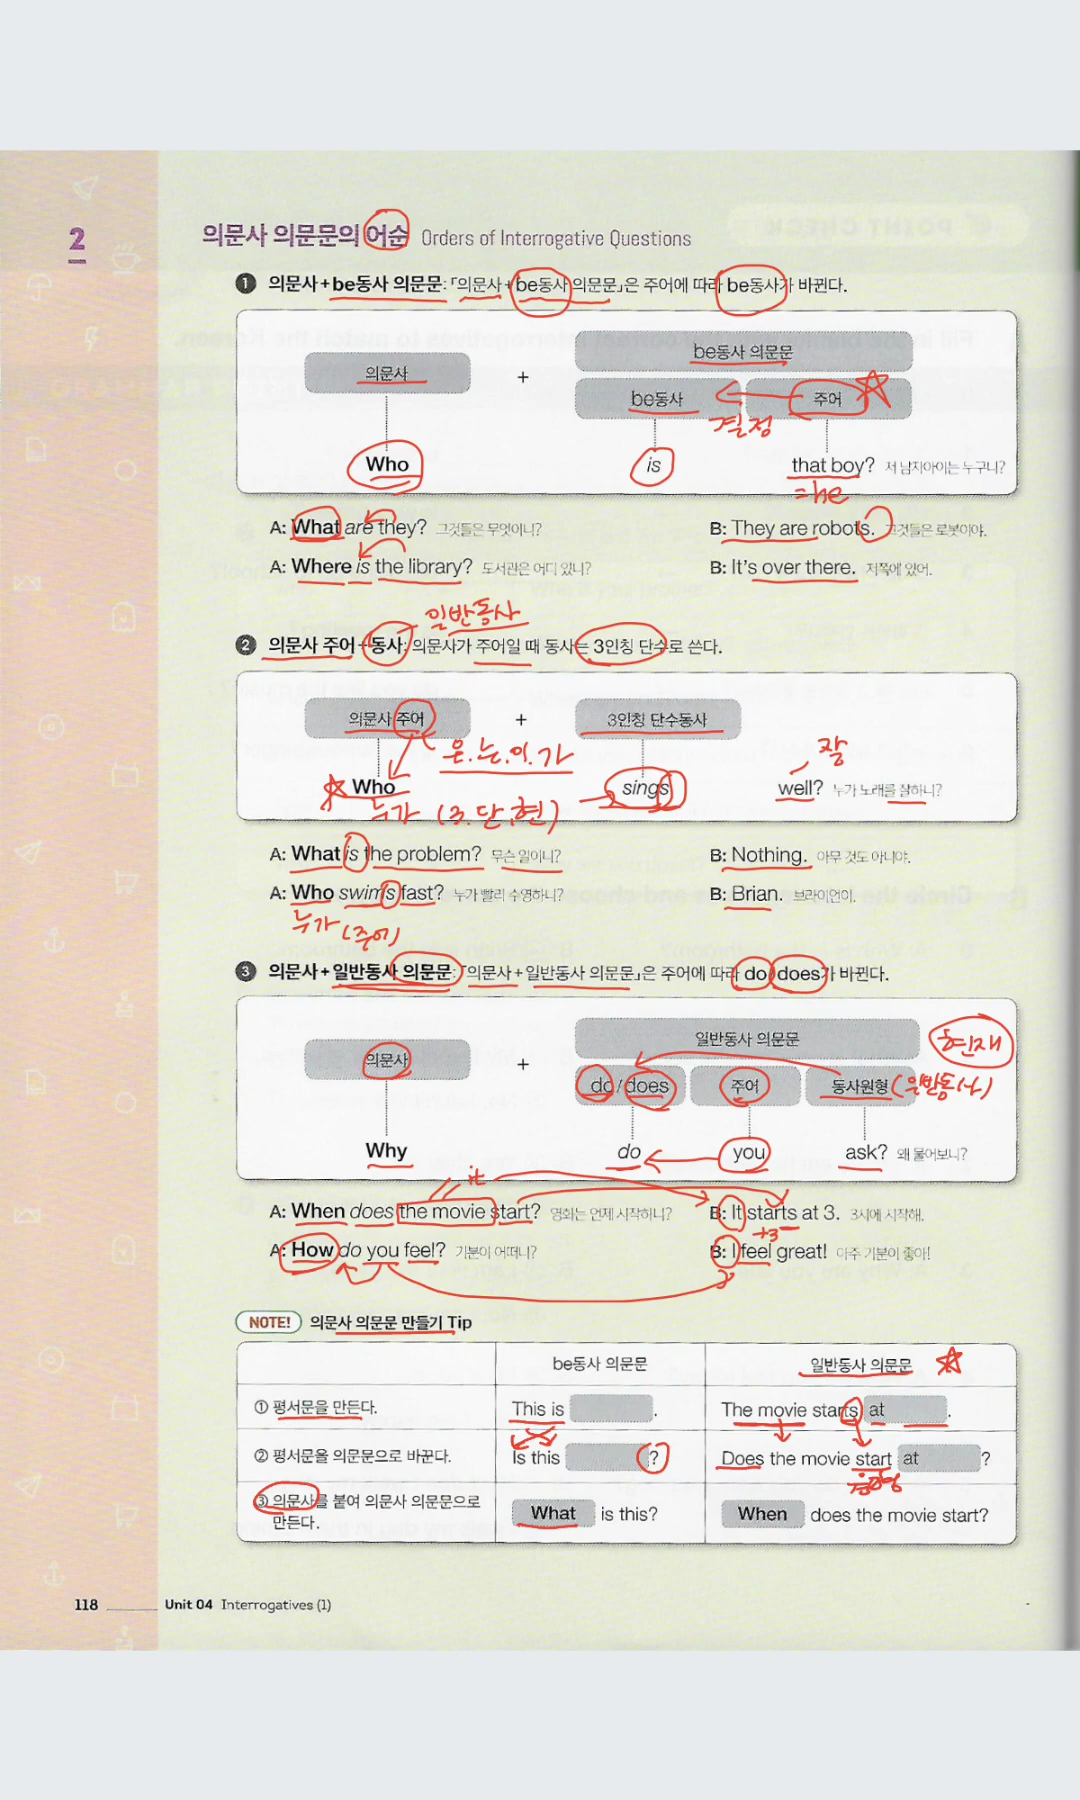 2
의문사 의문문의 어순 Orders of Interrogative Questions
1 의문사+be동사 의문문: 「의문사+be동사 의문문」은 주어에 따라 be동사가 바뀐다.
be동사 의문문
의문사 + be동사 주어
결정
Who is that boy? 저 남자아이는 누구니?
=he
A: What are they? 그것들은 무엇이니? B: They are robots. 그것들은 로봇이야.
A: Where is the library? 도서관은 어디 있니? B: It's over there. 저쪽에 있어.
일반동사
2 의문사 주어+동사: 의문사가 주어일 때 동사는 3인칭 단수로 쓴다.
의문사 주어 + 3인칭 단수동사
은.는.이.가
잘
Who sings well? 누가 노래를 잘하니?
누가 (3.단.현)
A: What is the problem? 무슨 일이니? B: Nothing. 아무 것도 아니야.
A: Who swims fast? 누가 빨리 수영하니? B: Brian. 브라이언이.
누가 (주어)
3 의문사+일반동사 의문문: 「의문사+일반동사 의문문」은 주어에 따라 do/does가 바뀐다.
일반동사 의문문 현재
의문사 + do/does 주어 동사원형 (일반동사)
Why do you ask? 왜 물어보니?
it
A: When does the movie start? 영화는 언제 시작하니? B: It starts at 3. 3시에 시작해.
+3
A: How do you feel? 기분이 어떠니? B: I feel great! 아주 기분이 좋아!
NOTE! 의문사 의문문 만들기 Tip
be동사 의문문 일반동사 의문문
① 평서문을 만든다. This is . The movie starts at .
② 평서문을 의문문으로 바꾼다. Is this ? Does the movie start at ?
③ 의문사를 붙여 의문사 의문문으로 What is this? When does the movie start?
만든다.
118 Unit 04 Interrogatives (1)